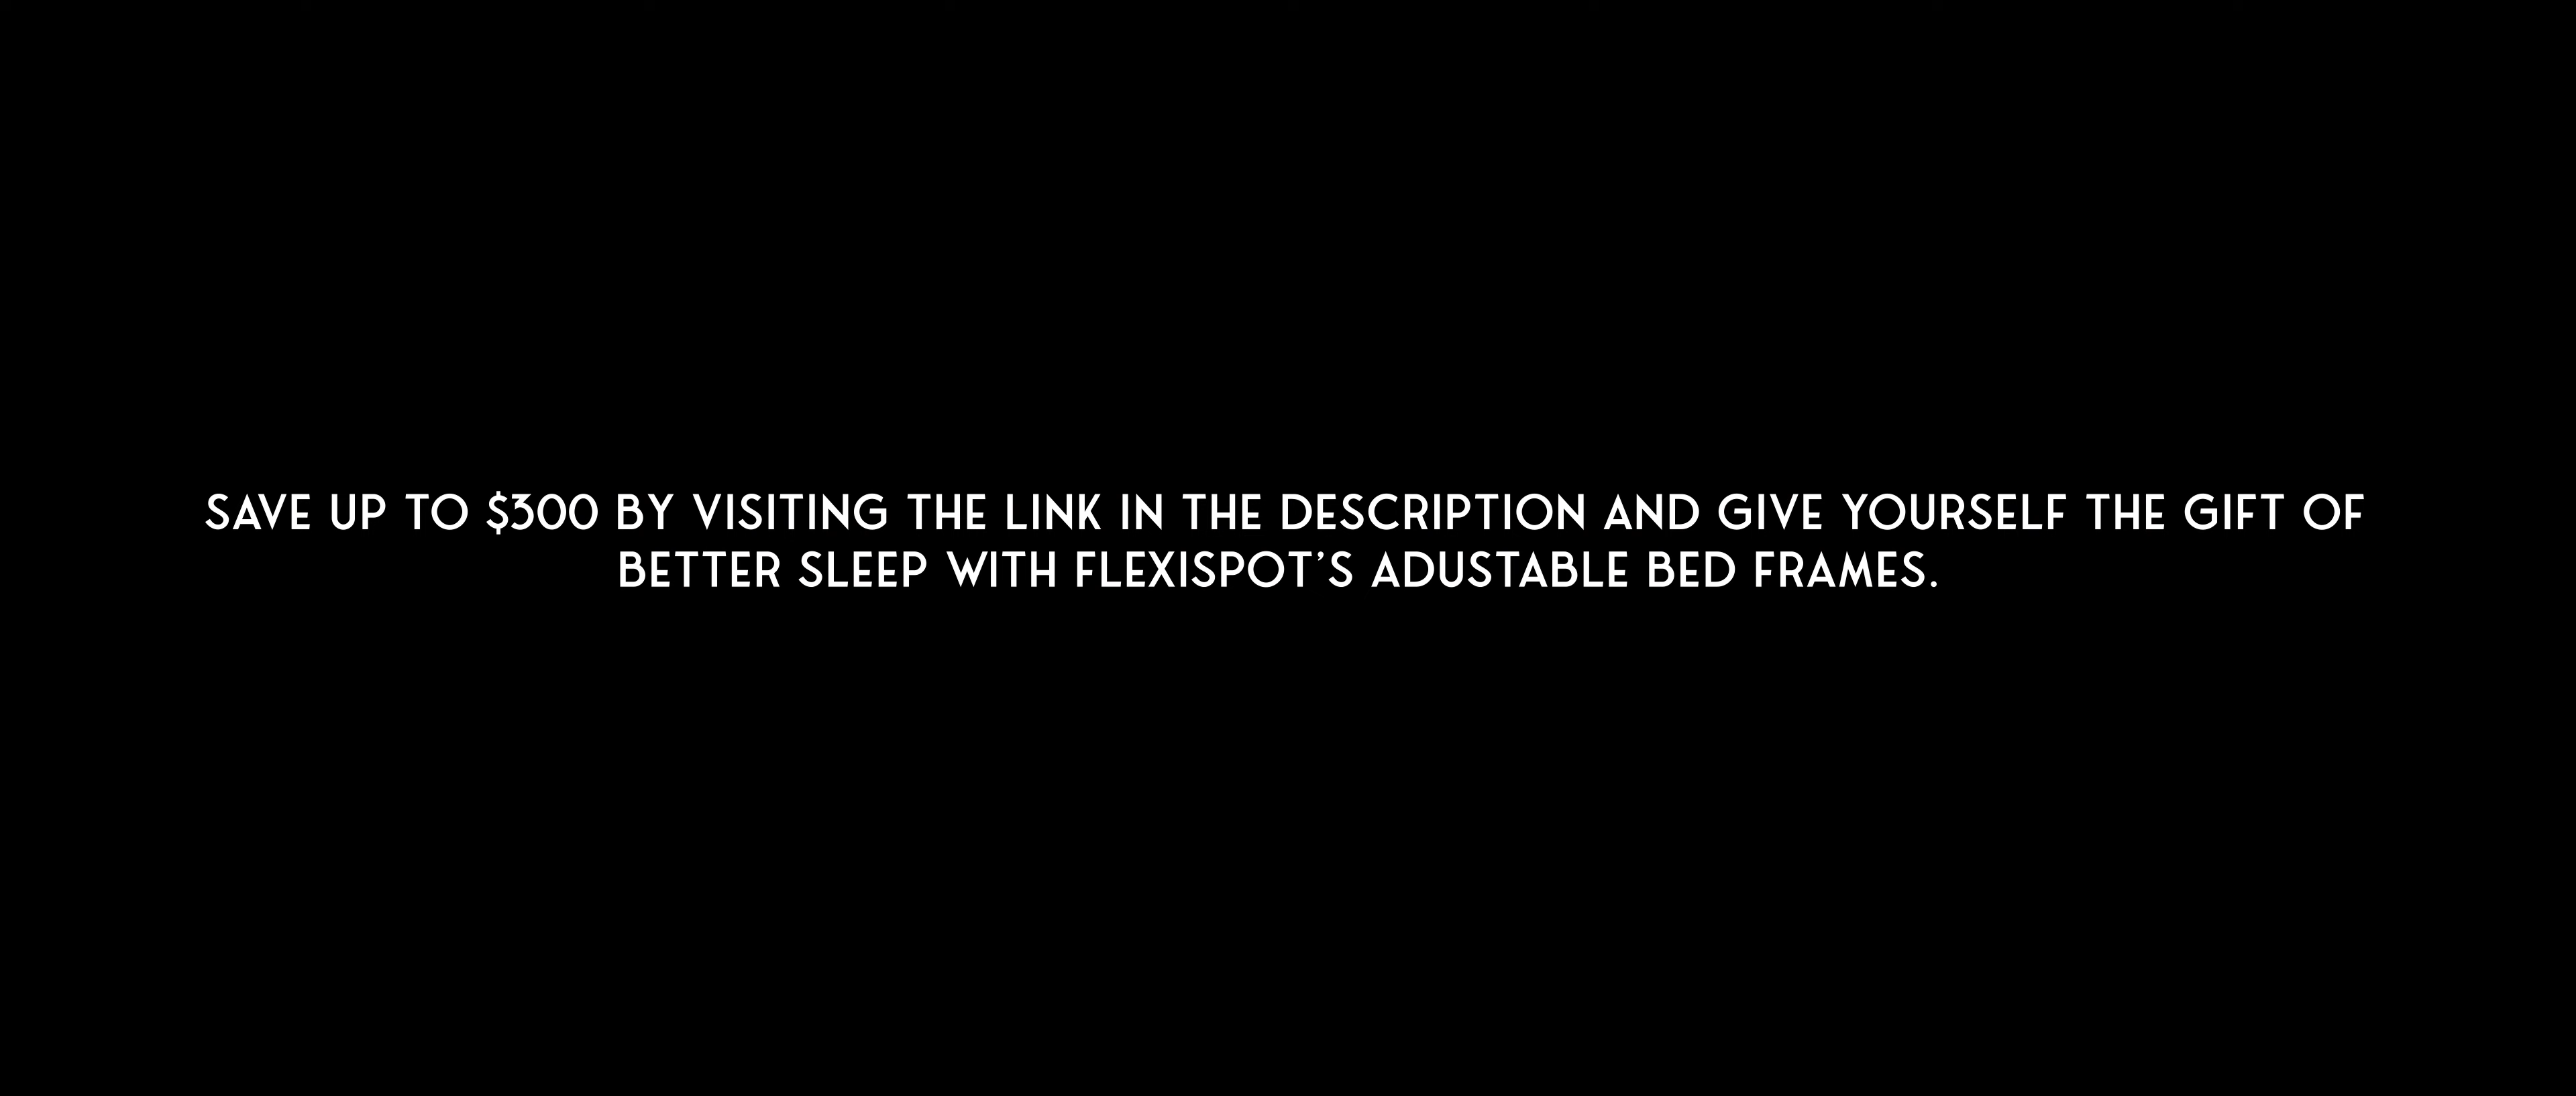 SAVE UP TO $300 BY VISITING THE LINK IN THE DESCRIPTION AND GIVE YOURSELF THE GIFT OF
BETTER SLEEP WITH FLEXISPOT’S ADUSTABLE BED FRAMES.